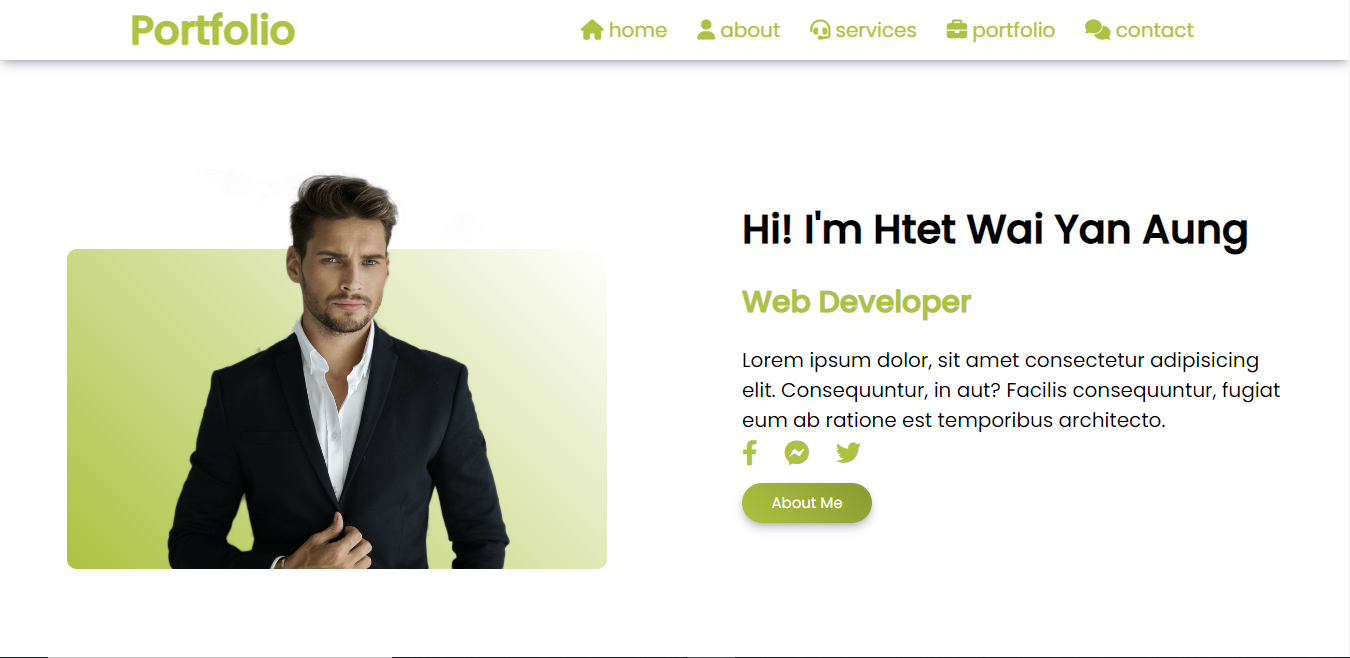 Portfolio
home about services portfolio contact
Hi! I'm Htet Wai Yan Aung
Web Developer
Lorem ipsum dolor, sit amet consectetur adipisicing
elit. Consequuntur, in aut? Facilis consequuntur, fugiat
eum ab ratione est temporibus architecto.
About Me